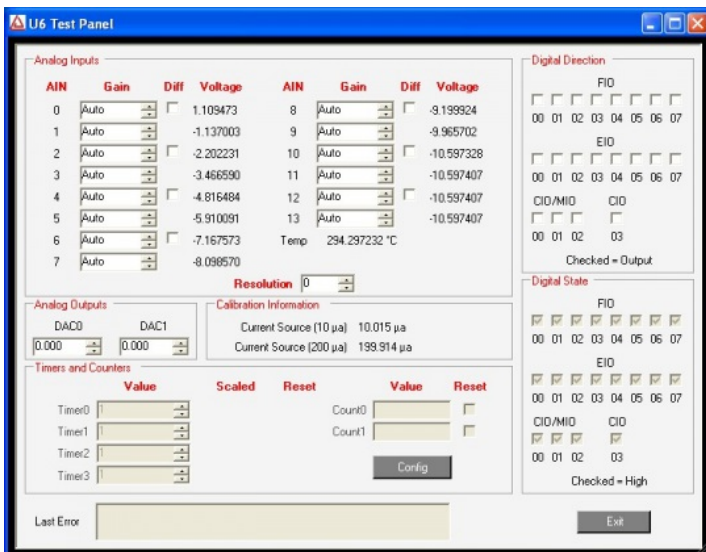 U6 Test Panel
Analog Inputs
AIN Gain Diff Voltage AIN Gain Diff Voltage
0 Auto 1.109473 8 Auto -9.199924
1 Auto -1.137003 9 Auto -9.965702
2 Auto -2.202231 10 Auto -10.597328
3 Auto -3.466590 11 Auto -10.597407
4 Auto -4.816484 12 Auto -10.597407
5 Auto -5.910091 13 Auto -10.597407
6 Auto -7.167573 Temp 294.297232 °C
7 Auto -8.098570
Resolution 0
Analog Outputs
DAC0 DAC1
0.000 0.000
Calibration Information
Current Source (10 µa) 10.015 µa
Current Source (200 µa) 199.914 µa
Timers and Counters
Value Scaled Reset Value Reset
Timer0 1 Count0
Timer1 1 Count1
Timer2 1
Timer3 1
Config
Last Error
Digital Direction
FIO
00 01 02 03 04 05 06 07
EIO
00 01 02 03 04 05 06 07
CIO/MIO CIO
00 01 02 03
Checked = Output
Digital State
FIO
00 01 02 03 04 05 06 07
EIO
00 01 02 03 04 05 06 07
CIO/MIO CIO
00 01 02 03
Checked = High
Exit